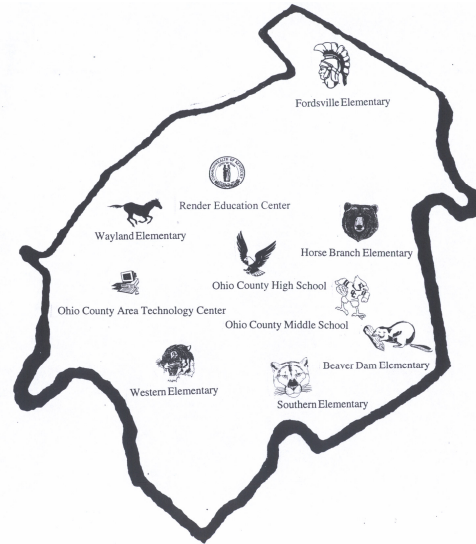 Fordsville Elementary
Render Education Center
Wayland Elementary
Horse Branch Elementary
Ohio County High School
Ohio County Area Technology Center
Ohio County Middle School
Beaver Dam Elementary
Western Elementary
Southern Elementary